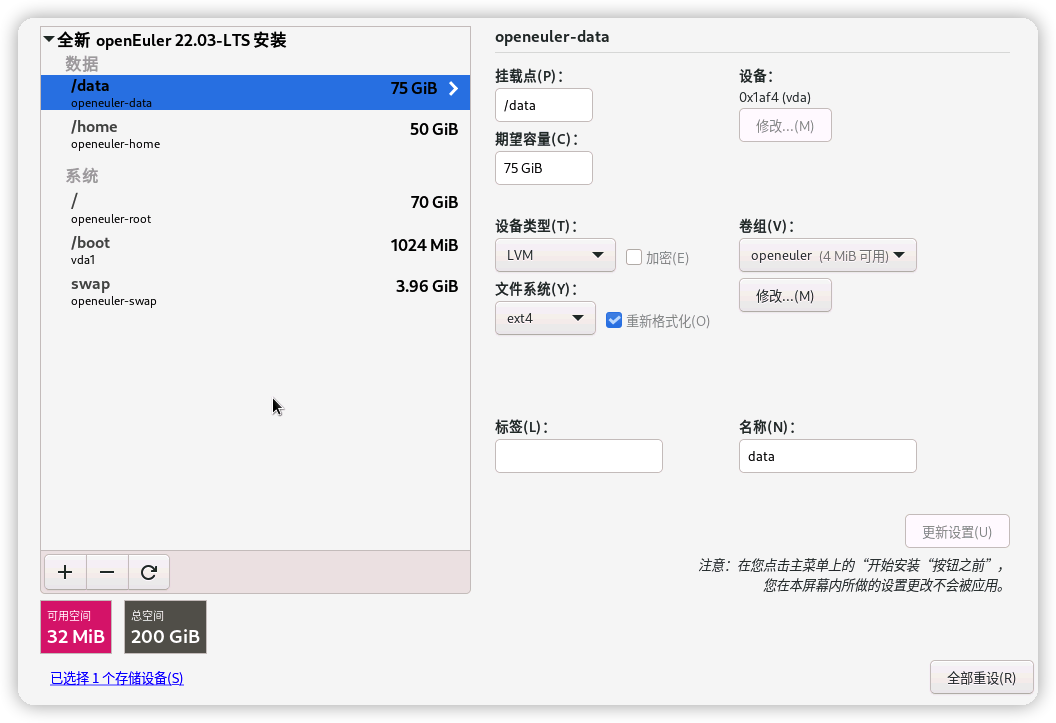 全新 openEuler 22.03-LTS 安装
数据
/data
75 GiB
openeuler-data
/home
50 GiB
openeuler-home
系统
/
70 GiB
openeuler-root
/boot
1024 MiB
vda1
swap
3.96 GiB
openeuler-swap
可用空间
32 MiB
总空间
200 GiB
已选择 1 个存储设备(S)
openeuler-data
挂载点(P)：
/data
设备：
0x1af4 (vda)
修改...(M)
期望容量(C)：
75 GiB
设备类型(T)：
LVM
加密(E)
卷组(V)：
openeuler (4 MiB 可用)
修改...(M)
文件系统(Y)：
ext4
重新格式化(O)
标签(L)：
名称(N)：
data
更新设置(U)
注意：在您点击主菜单上的“开始安装“按钮之前”，
您在本屏幕内所做的设置更改不会被应用。
全部重设(R)